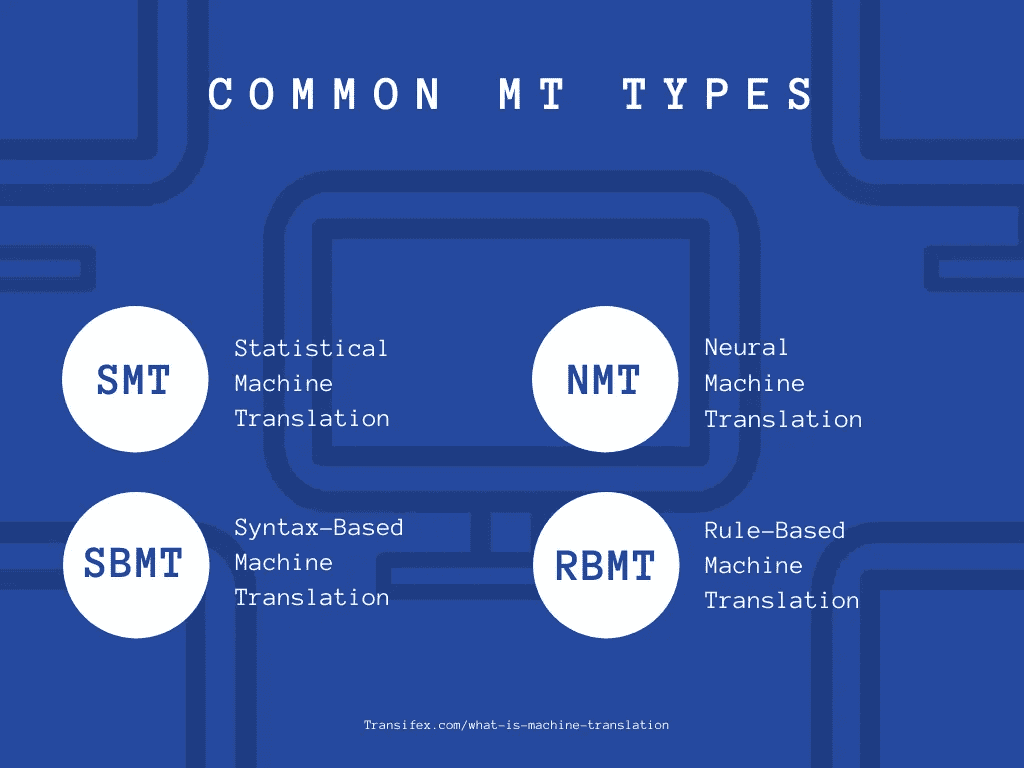 COMMON MT TYPES
SMT
Statistical
Machine
Translation
NMT
Neural
Machine
Translation
SBMT
Syntax-Based
Machine
Translation
RBMT
Rule-Based
Machine
Translation
Transifex.com/what-is-machine-translation